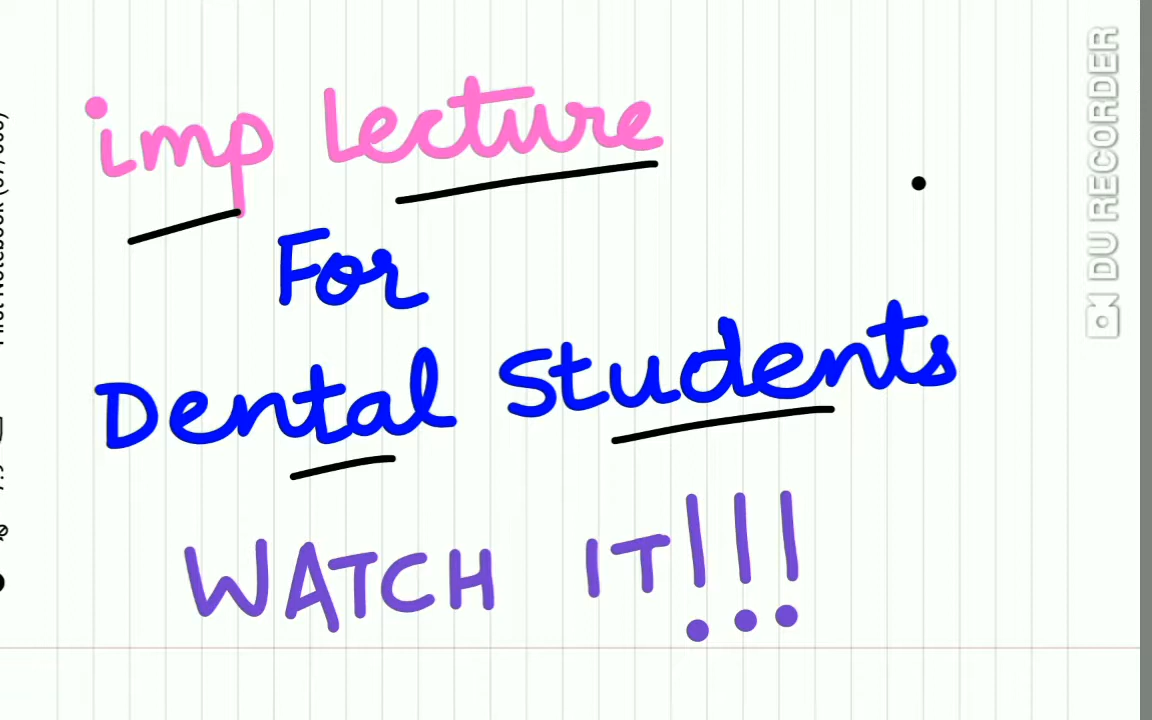 imp lecture
For
Dental Students
WATCH IT!!!
DU RECORDER